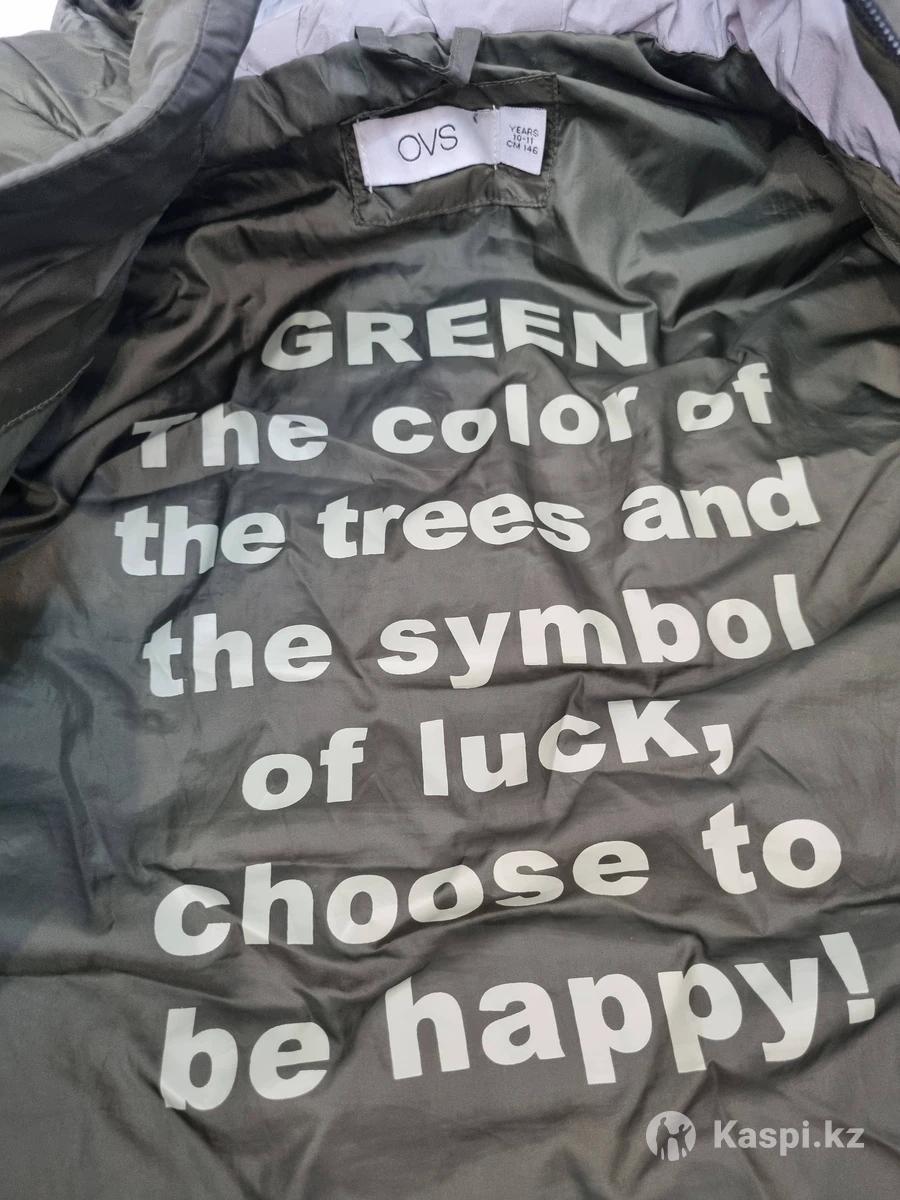 OVS
YEARS
10-11
CM 146
GREEN
The color of
the trees and
the symbol
of luck,
choose to
be happy!
Kaspi.kz